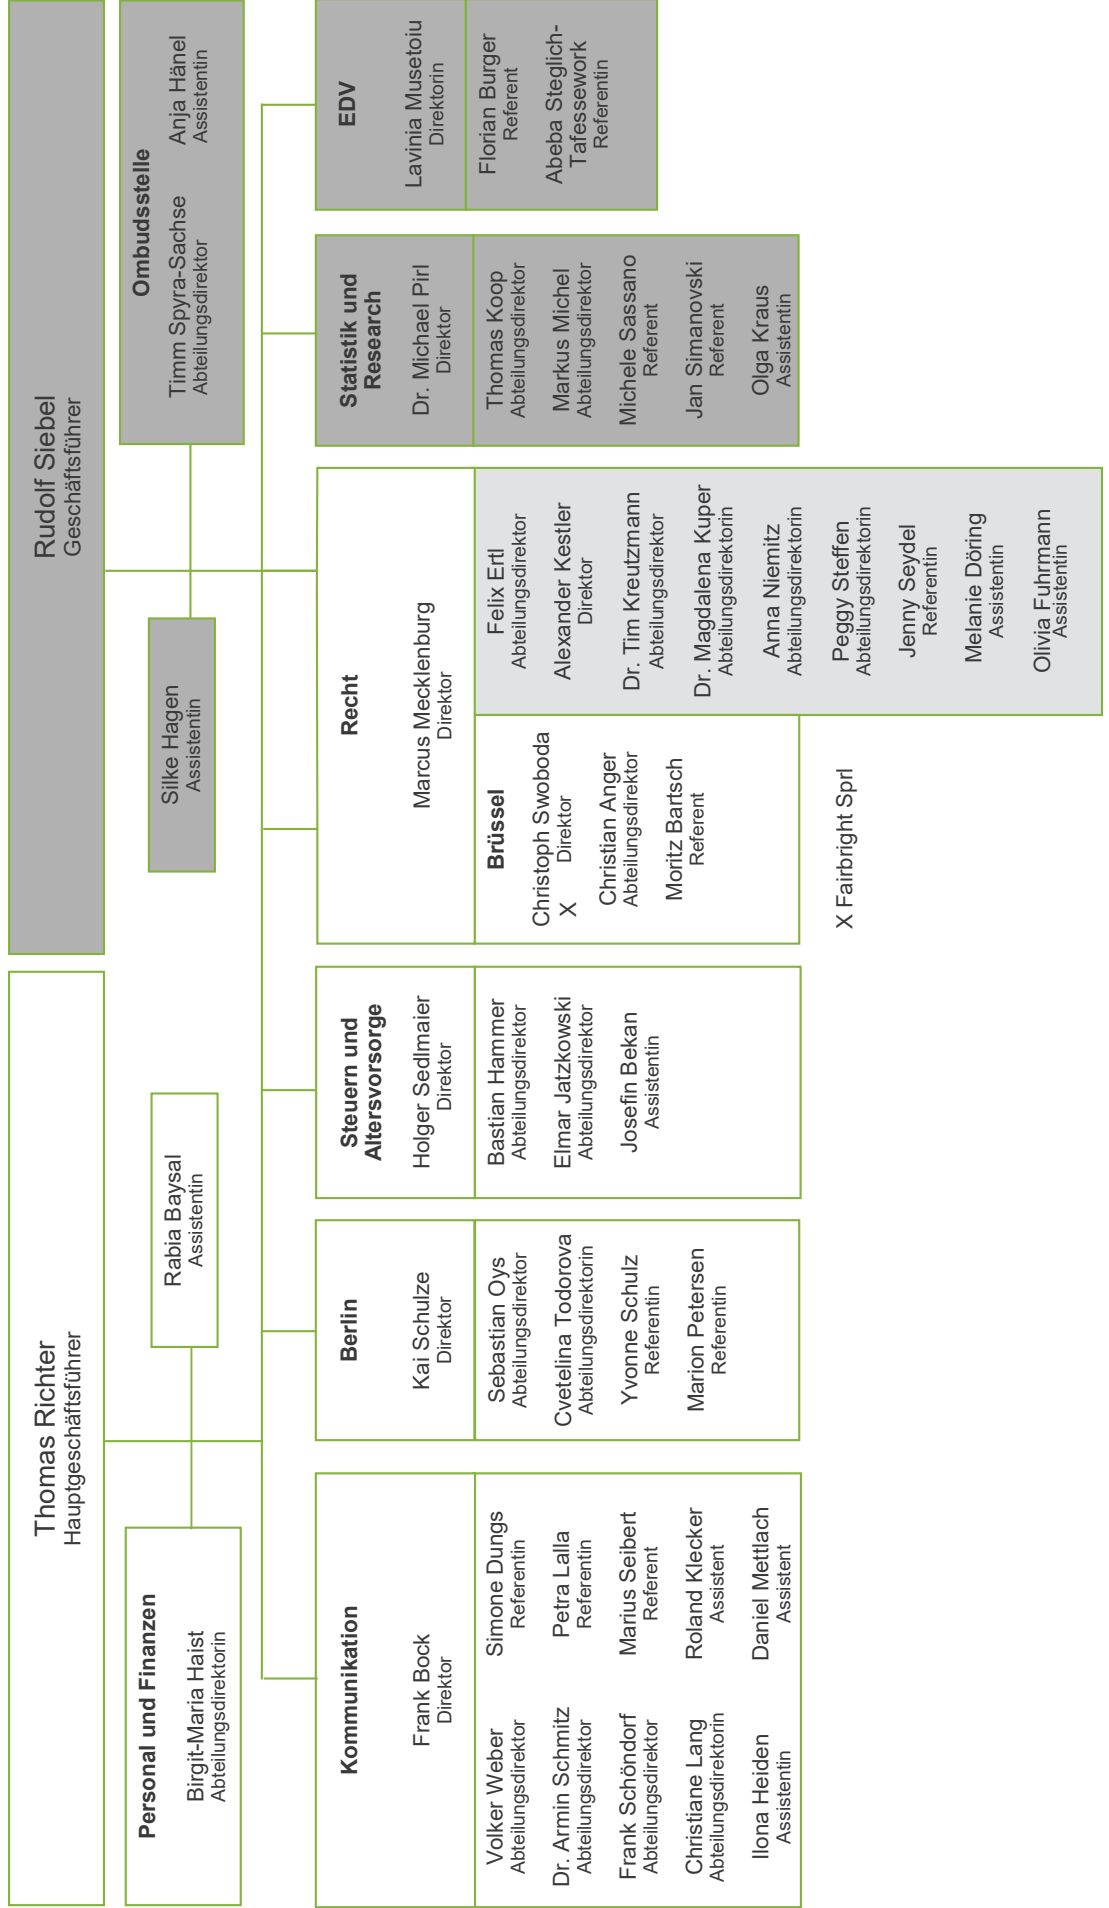 Thomas Richter
Hauptgeschäftsführer
Rudolf Siebel
Geschäftsführer
Personal und Finanzen
Birgit-Maria Haist
Abteilungsdirektorin
Rabia Baysal
Assistentin
Silke Hagen
Assistentin
Ombudsstelle
Timm Spyra-Sachse
Abteilungsdirektor
Anja Hänel
Assistentin
Kommunikation
Frank Bock
Direktor
Volker Weber
Abteilungsdirektor
Dr. Armin Schmitz
Abteilungsdirektor
Frank Schöndorf
Abteilungsdirektor
Christiane Lang
Abteilungsdirektorin
Ilona Heiden
Assistentin
Simone Dungs
Referentin
Petra Lalla
Referentin
Marius Seibert
Referent
Roland Klecker
Assistent
Daniel Mettlach
Assistent
Berlin
Kai Schulze
Direktor
Sebastian Oys
Abteilungsdirektor
Cvetelina Todorova
Abteilungsdirektorin
Yvonne Schulz
Referentin
Marion Petersen
Referentin
Steuern und
Altersvorsorge
Holger Sedlmaier
Direktor
Bastian Hammer
Abteilungsdirektor
Elmar Jatzkowski
Abteilungsdirektor
Josefin Bekan
Assistentin
Recht
Marcus Mecklenburg
Direktor
Brüssel
Christoph Swoboda
X Direktor
Christian Anger
Abteilungsdirektor
Moritz Bartsch
Referent
X Fairbright Sprl
Felix Ertl
Abteilungsdirektor
Alexander Kestler
Direktor
Dr. Tim Kreutzmann
Abteilungsdirektor
Dr. Magdalena Kuper
Abteilungsdirektorin
Anna Niemitz
Abteilungsdirektorin
Peggy Steffen
Abteilungsdirektorin
Jenny Seydel
Referentin
Melanie Döring
Assistentin
Olivia Fuhrmann
Assistentin
Statistik und
Research
Dr. Michael Pirl
Direktor
Thomas Koop
Abteilungsdirektor
Markus Michel
Abteilungsdirektor
Michele Sassano
Referent
Jan Simanovski
Referent
Olga Kraus
Assistentin
EDV
Lavinia Musetoiu
Direktorin
Florian Burger
Referent
Abeba Steglich-
Tafessework
Referentin